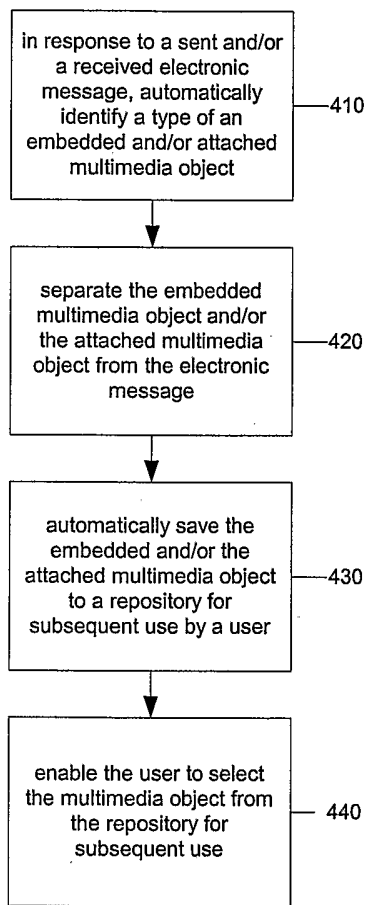 in response to a sent and/or
a received electronic
message, automatically
identify a type of an
embedded and/or attached
multimedia object
410
separate the embedded
multimedia object and/or
the attached multimedia
object from the electronic
message
420
automatically save the
embedded and/or the
attached multimedia object
to a repository for
subsequent use by a user
430
enable the user to select
the multimedia object from
the repository for
subsequent use
440